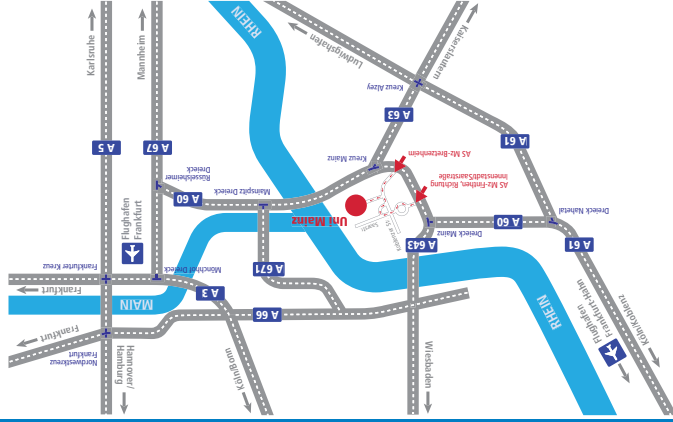 RHEIN
Ludwigshafen
Kaiserslautern
Karlsruhe
Mannheim
Kreuz Alzey
A 63
A 61
A 5
A 67
AS Mz-Bretzenheim
Kreuz Mainz
Rüsselsheimer
Dreieck
A 60
Mainspitz Dreieck
AS Mz-Finthen, Richtung
Innenstadt/Saarstraße
Uni Mainz
Dreieck Nahetal
A 60
Dreieck Mainz
A 643
A 61
Flughafen
Frankfurt
Frankfurter Kreuz
Mönchhof Dreieck
A 671
A 3
Frankfurt
MAIN
A 66
RHEIN
Flughafen
Frankfurt-Hahn
Köln/Koblenz
Frankfurt
Nordwestkreuz
Frankfurt
Hannover/
Hamburg
Köln/Bonn
Wiesbaden